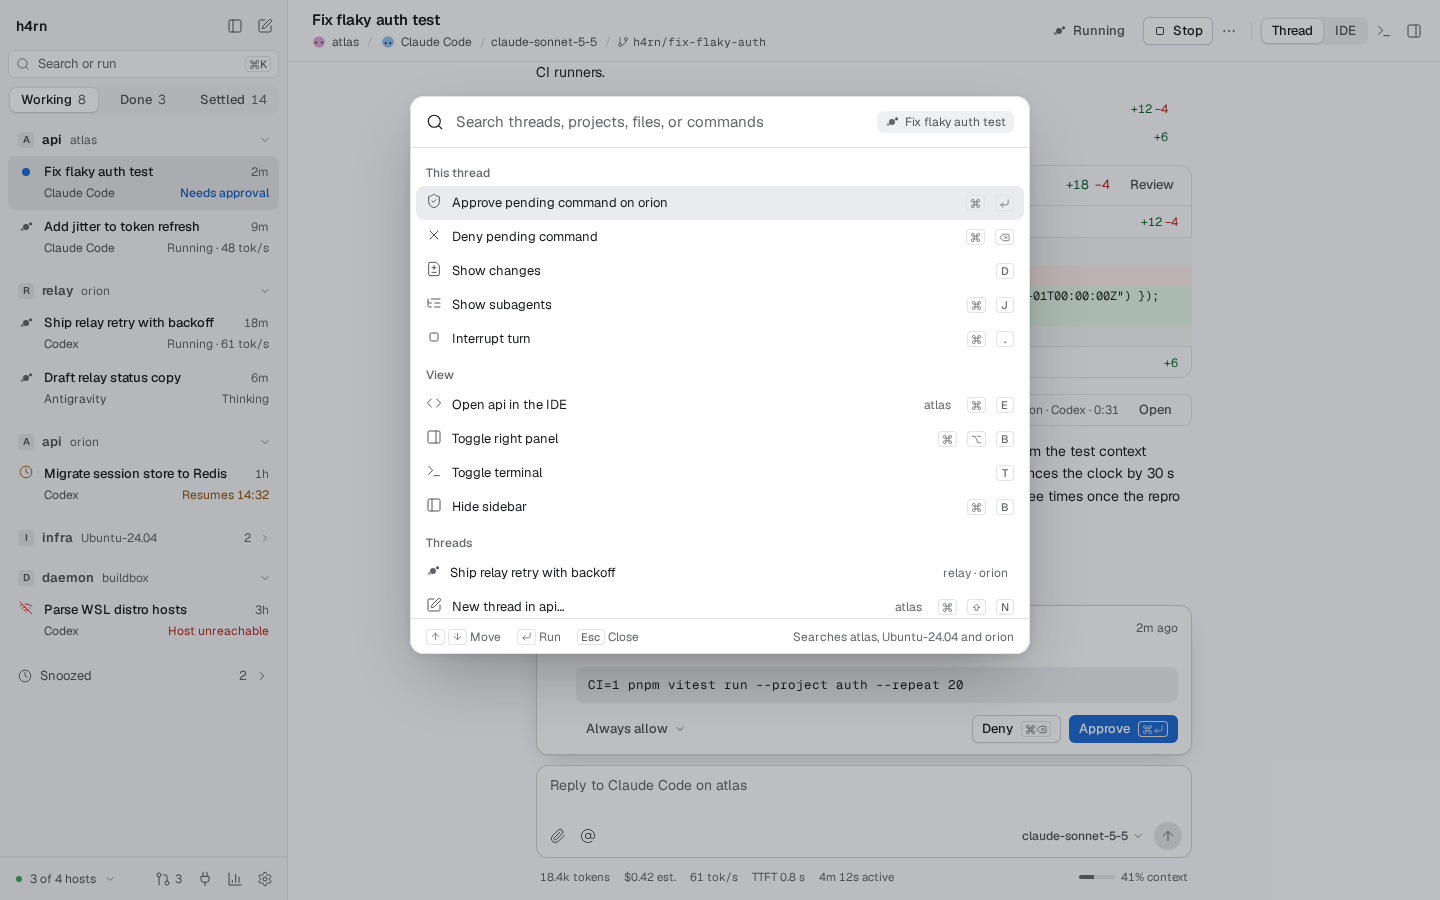 h4rn
Search or run ⌘K
Working 8 Done 3 Settled 14
A api atlas
Fix flaky auth test 2m
Claude Code Needs approval
Add jitter to token refresh 9m
Claude Code Running · 48 tok/s
R relay orion
Ship relay retry with backoff 18m
Codex Running · 61 tok/s
Draft relay status copy 6m
Antigravity Thinking
A api orion
Migrate session store to Redis 1h
Codex Resumes 14:32
I infra Ubuntu-24.04 2
D daemon buildbox
Parse WSL distro hosts 3h
Codex Host unreachable
Snoozed 2
3 of 4 hosts 3
Fix flaky auth test
atlas / Claude Code / claude-sonnet-5-5 / h4rn/fix-flaky-auth
Running Stop ··· Thread IDE
CI runners.
+12 −4
+6
+18 −4 Review
+12 −4
-01T00:00:00Z") });
+6
on · Codex · 0:31 Open
m the test context
nces the clock by 30 s
ee times once the repro
Search threads, projects, files, or commands Fix flaky auth test
This thread
Approve pending command on orion ⌘ ↵
Deny pending command ⌘ ⌫
Show changes D
Show subagents ⌘ J
Interrupt turn ⌘ .
View
Open api in the IDE atlas ⌘ E
Toggle right panel ⌘ ⌥ B
Toggle terminal T
Hide sidebar ⌘ B
Threads
Ship relay retry with backoff relay · orion
New thread in api… atlas ⌘ ⇧ N
↑ ↓ Move ↵ Run Esc Close Searches atlas, Ubuntu-24.04 and orion
2m ago
CI=1 pnpm vitest run --project auth --repeat 20
Always allow Deny ⌘⌫ Approve ⌘↵
Reply to Claude Code on atlas
claude-sonnet-5-5
18.4k tokens $0.42 est. 61 tok/s TTFT 0.8 s 4m 12s active 41% context